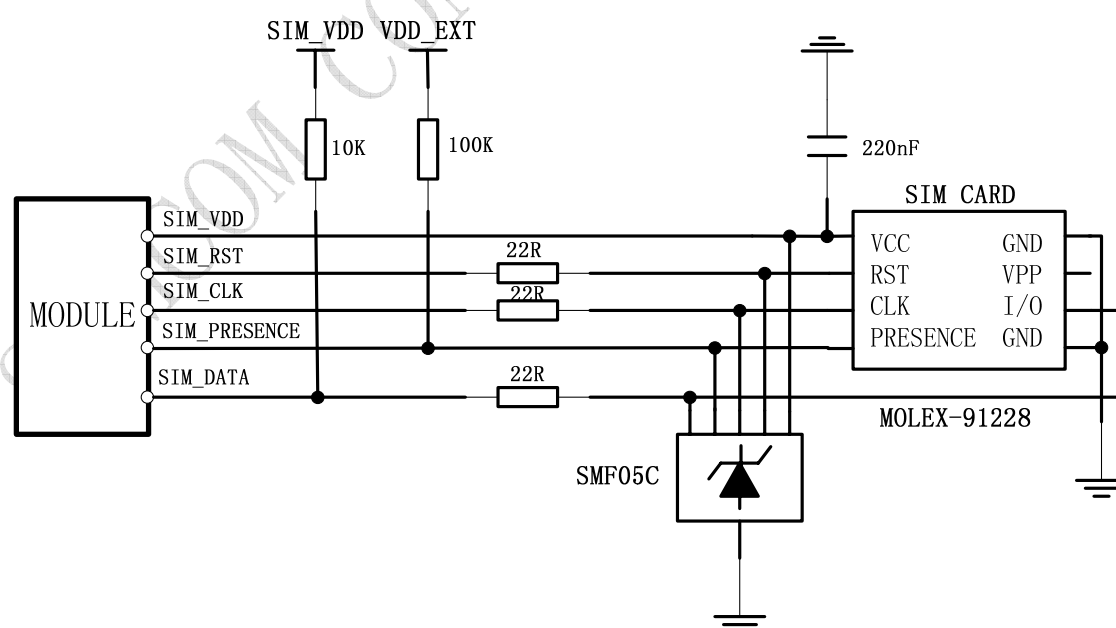 SIM_VDD VDD_EXT
10K
100K
220nF
SIM CARD
SIM_VDD
SIM_RST
SIM_CLK
SIM_PRESENCE
SIM_DATA
MODULE
22R
22R
22R
VCC GND
RST VPP
CLK I/O
PRESENCE GND
MOLEX-91228
SMF05C